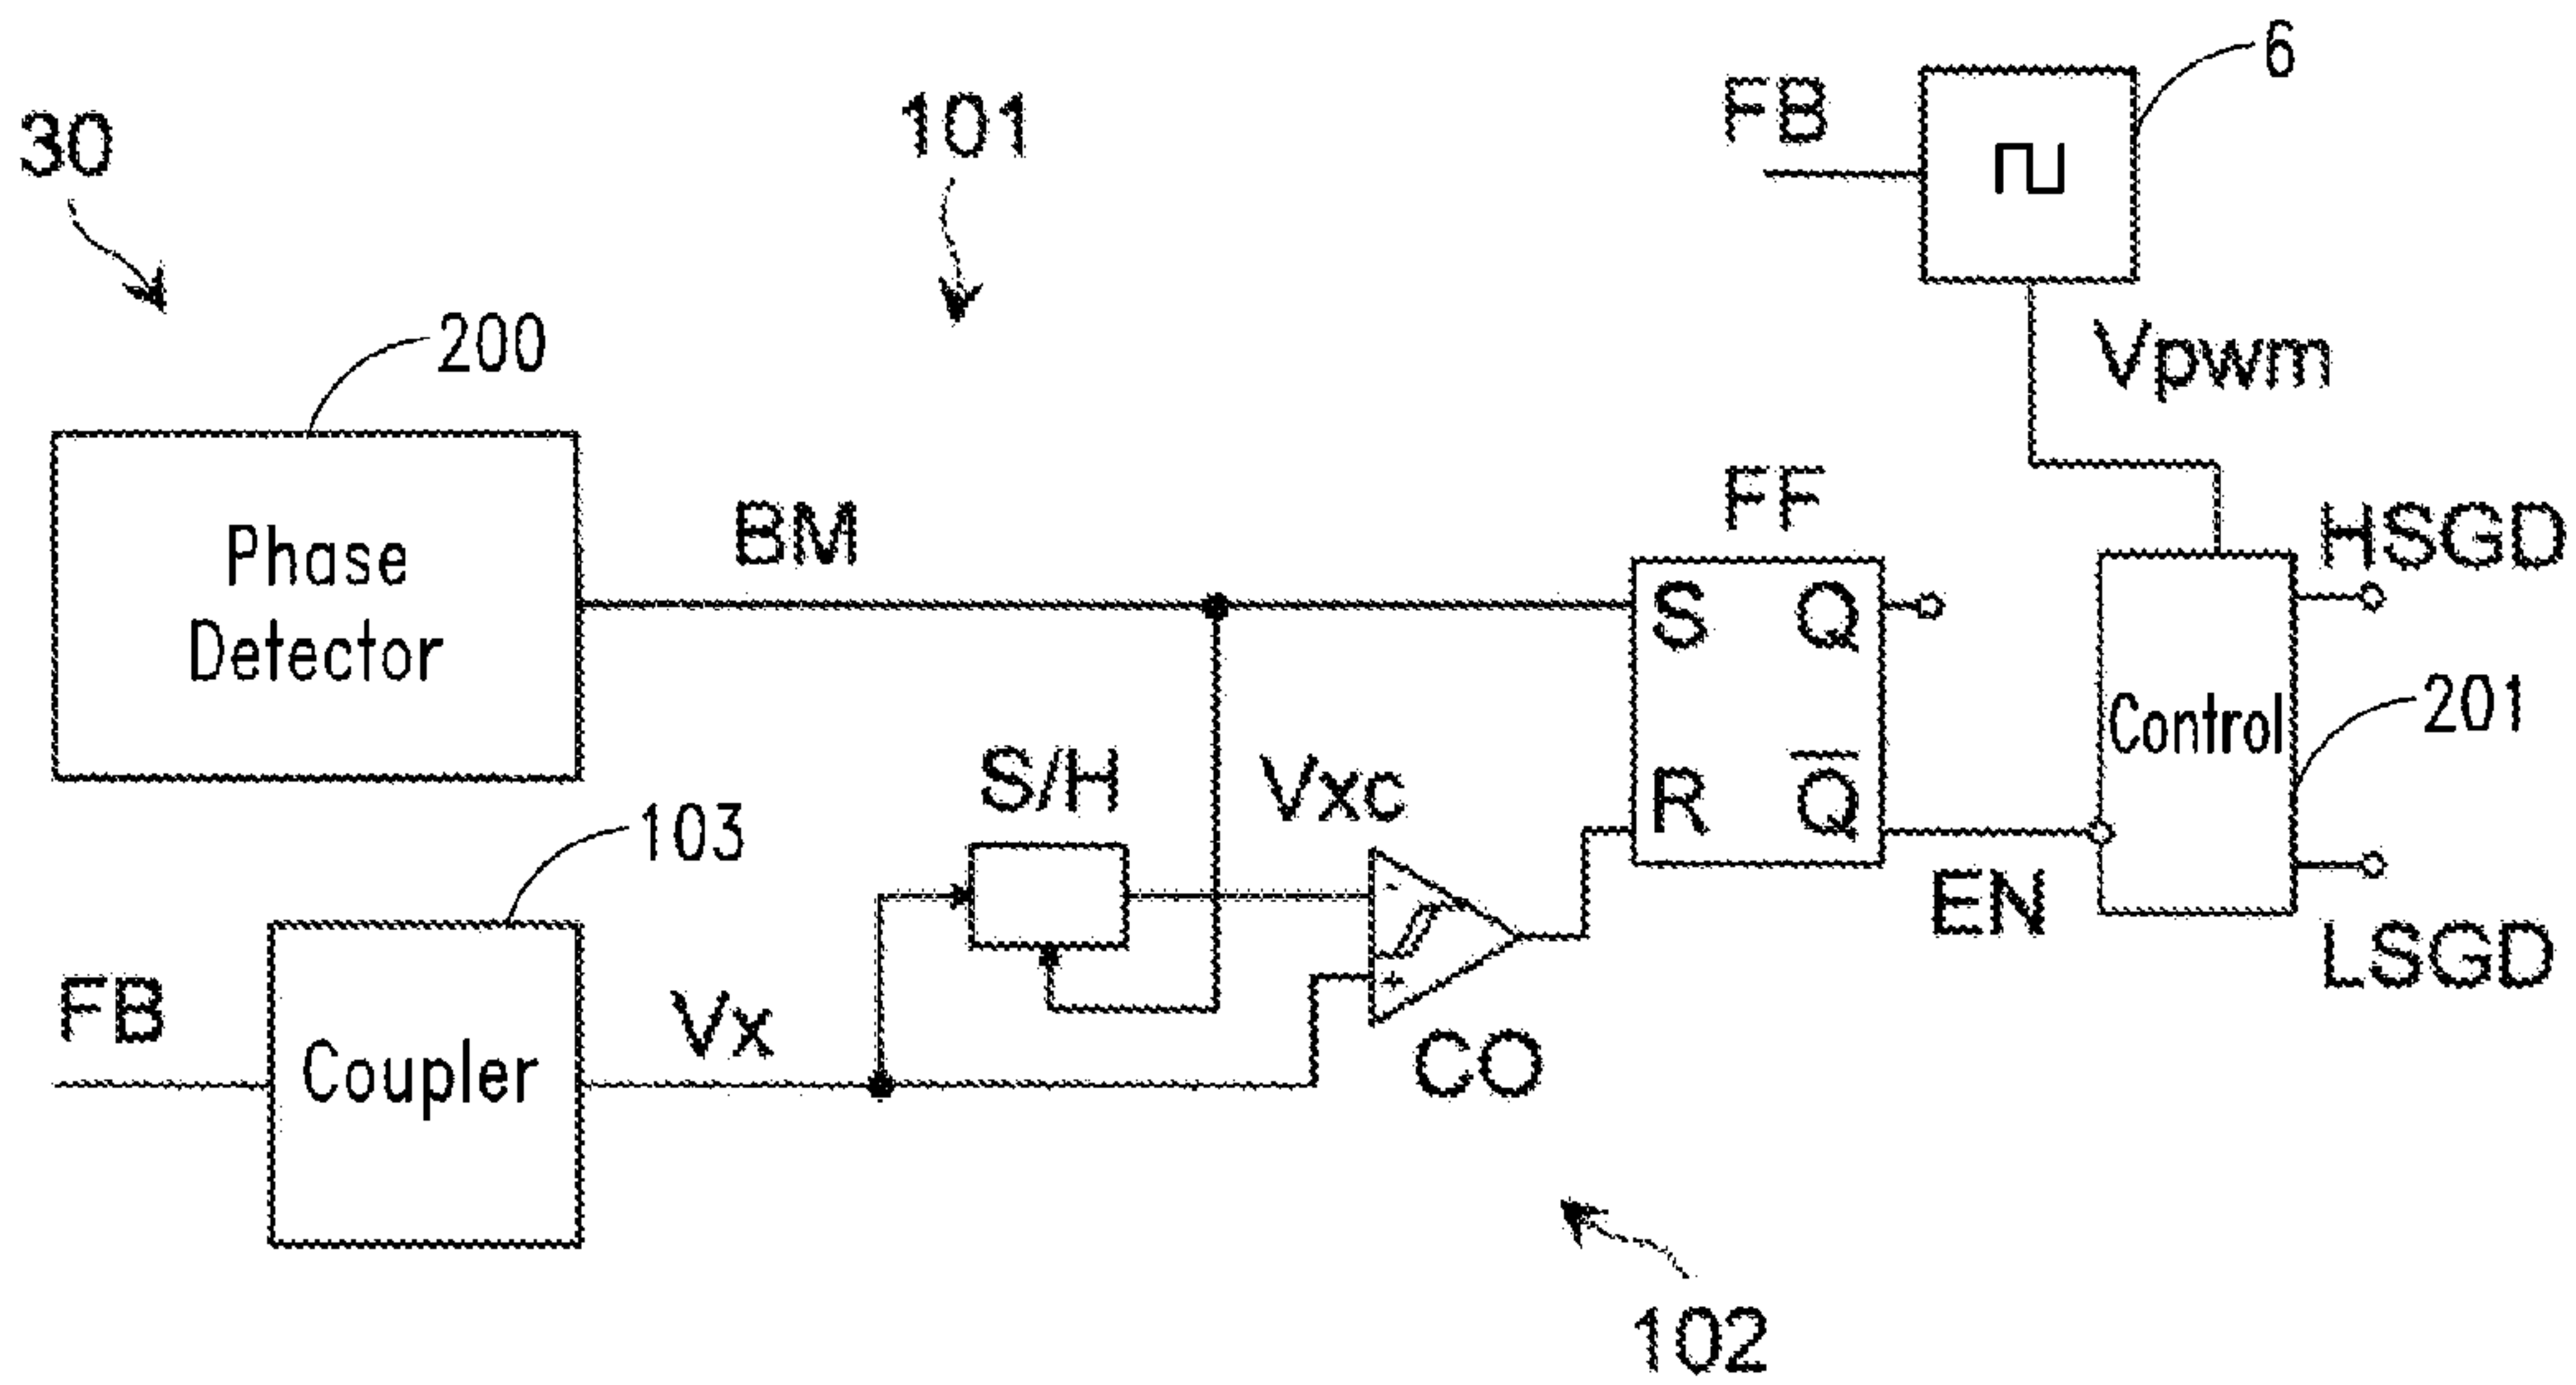 6
FB
101
30
Vpwm
200
FF
HSGD
BM
Phase
Detector
S Q
Control
201
S/H
Vxc
R Q̅
103
-
EN
+
LSGD
FB
Vx
CO
Coupler
102